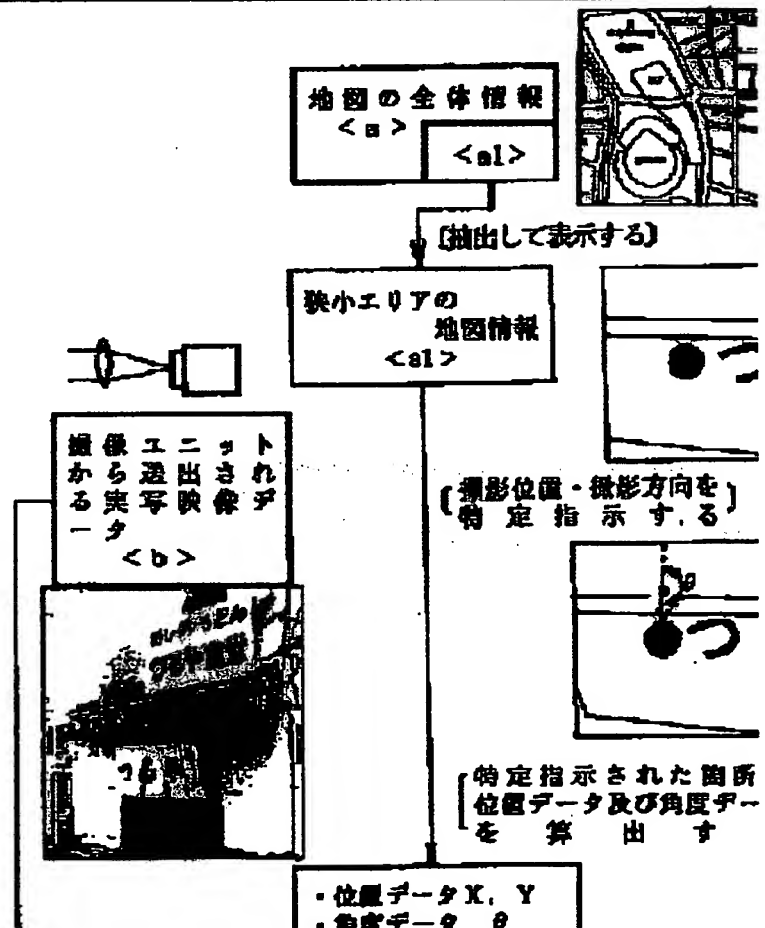 地図の全体情報
<a>
<a1>
[抽出して表示する]
狭小エリアの
地図情報
<a1>
撮像ユニット
から送出され
る実写映像デ
ータ
<b>
[撮影位置・撮影方向を
特定指示する]
つ
θ
つ
[特定指示された箇所
位置データ及び角度デー
を算出す
・位置データX, Y
・角度データ θ